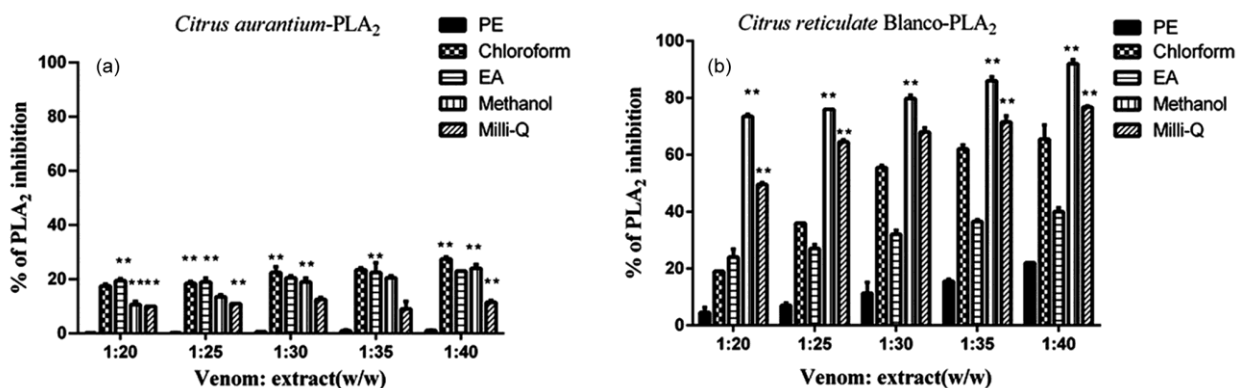 Citrus aurantium-PLA2
(a)
PE
Chloroform
EA
Methanol
Milli-Q
% of PLA2 inhibition
100
80
60
40
20
0
** ** ** ** ** ** ** ** ** ** ** **
1:20 1:25 1:30 1:35 1:40
Venom: extract(w/w)
Citrus reticulate Blanco-PLA2
(b)
PE
Chlorform
EA
Methanol
Milli-Q
% of PLA2 inhibition
100
80
60
40
20
0
** ** ** ** ** ** ** ** **
1:20 1:25 1:30 1:35 1:40
Venom: extract(w/w)